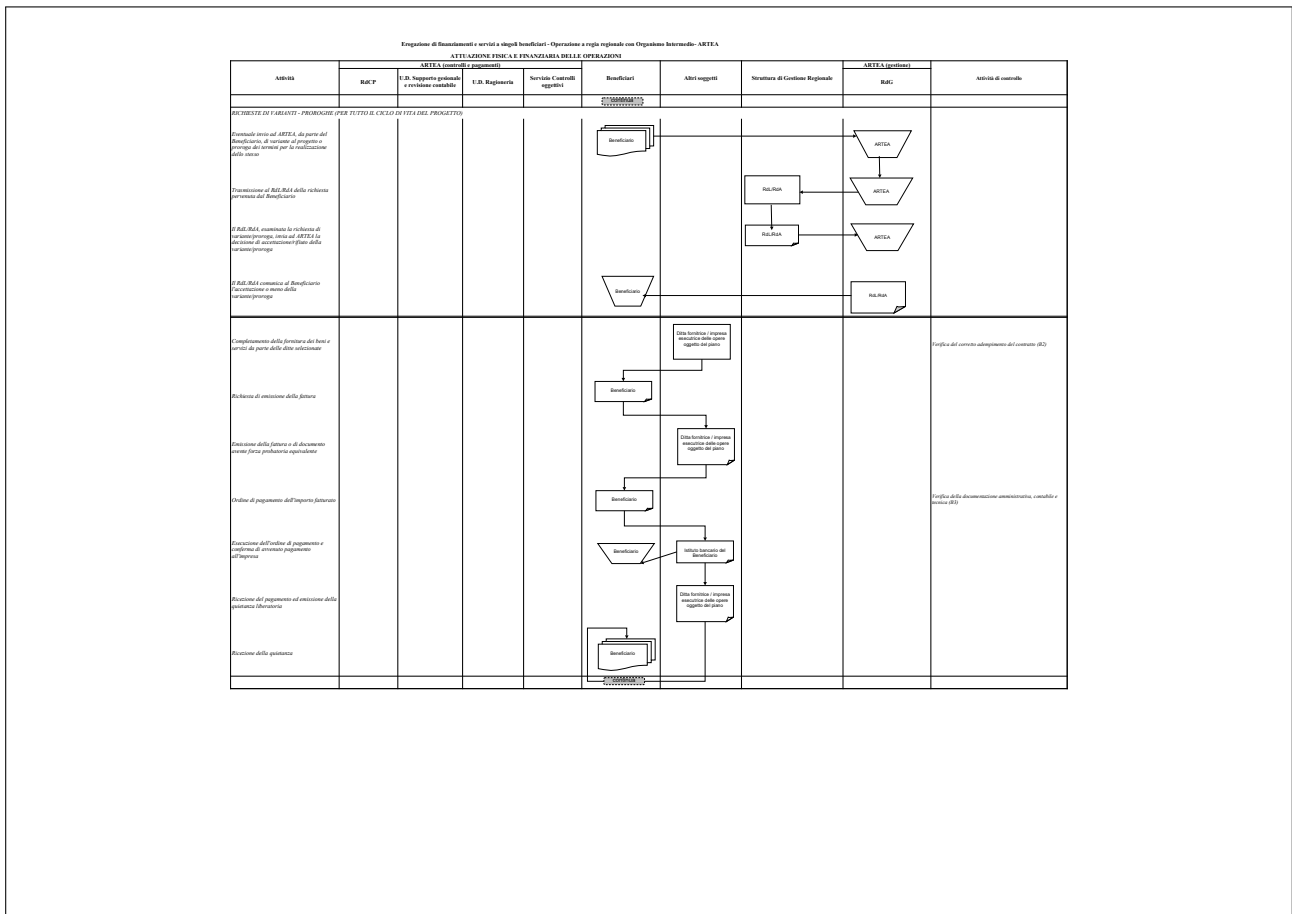 Erogazione di finanziamenti e servizi a singoli beneficiari - Operazione a regia regionale con Organismo Intermedio- ARTEA
ATTUAZIONE FISICA E FINANZIARIA DELLE OPERAZIONI
Attività
ARTEA (controlli e pagamenti)
RdCP
U.D. Supporto gesionale
e revisione contabile
U.D. Ragioneria
Servizio Controlli
oggettivi
Beneficiari
Altri soggetti
Struttura di Gestione Regionale
ARTEA (gestione)
RdG
Attività di controllo
continua
RICHIESTE DI VARIANTI - PROROGHE (PER TUTTO IL CICLO DI VITA DEL PROGETTO)
Eventuale invio ad ARTEA, da parte del
Beneficiario, di variante al progetto o
proroga dei termini per la realizzazione
dello stesso
Beneficiario
ARTEA
Trasmissione al RdL/RdA della richiesta
pervenuta dal Beneficiario
RdL/RdA
ARTEA
Il RdL/RdA, esaminata la richiesta di
variante/proroga, invia ad ARTEA la
decisione di accettazione/rifiuto della
variante/proroga
RdL/RdA
ARTEA
Il RdL/RdA comunica al Beneficiario
l'accettazione o meno della
variante/proroga
Beneficiario
RdL/RdA
Completamento della fornitura dei beni e
servizi da parte delle ditte selezionate
Ditta fornitrice / impresa
esecutrice delle opere
oggetto del piano
Verifica del corretto adempimento del contratto (B2)
Richiesta di emissione della fattura
Beneficiario
Emissione della fattura o di documento
avente forza probatoria equivalente
Ditta fornitrice / impresa
esecutrice delle opere
oggetto del piano
Ordine di pagamento dell'importo fatturato
Beneficiario
Verifica della documentazione amministrativa, contabile e
tecnica (B3)
Esecuzione dell'ordine di pagamento e
conferma di avvenuto pagamento
all'impresa
Beneficiario
Istituto bancario del
Beneficiario
Ricezione del pagamento ed emissione della
quietanza liberatoria
Ditta fornitrice / impresa
esecutrice delle opere
oggetto del piano
Ricezione della quietanza
Beneficiario
continua